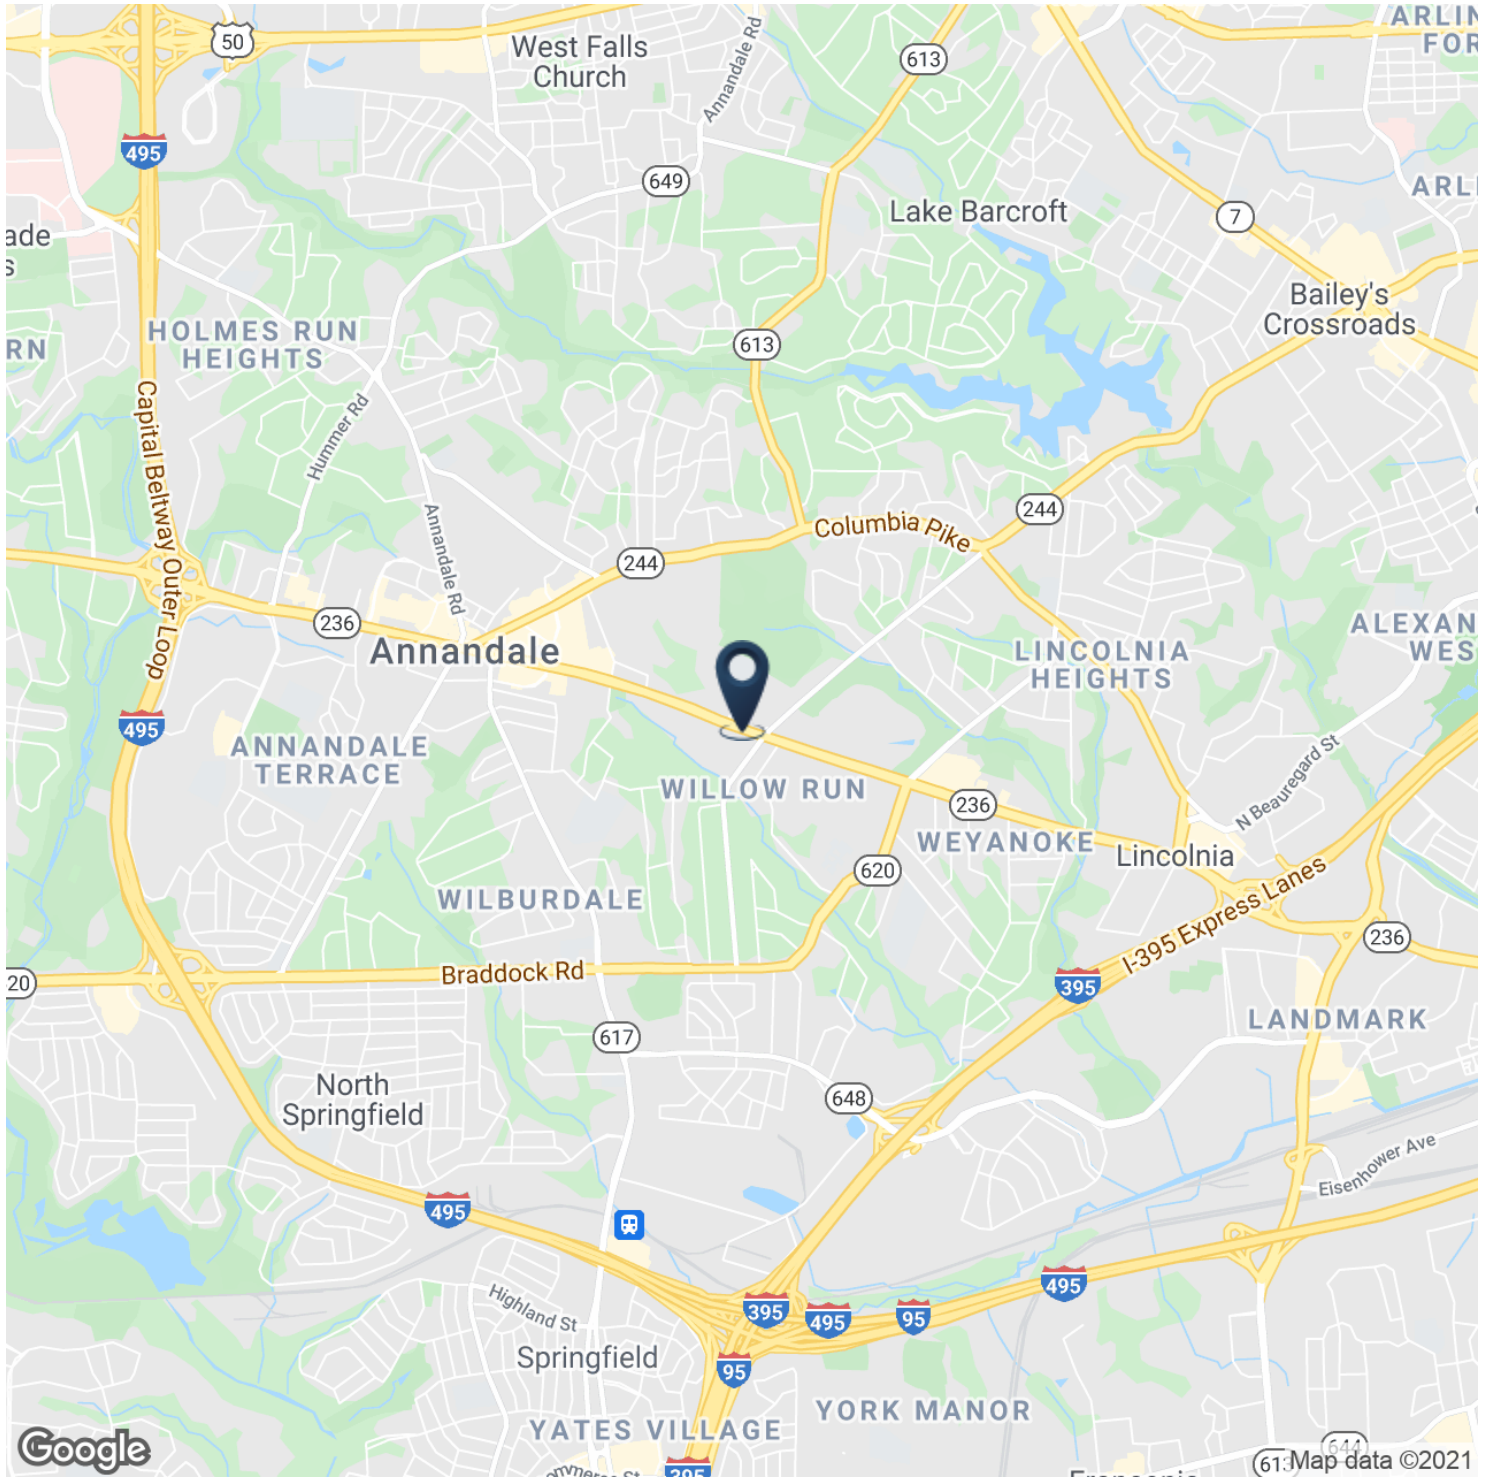 ARLIN
FOR
50
West Falls
Church
Annandale Rd
613
495
649
ARLI
Lake Barcroft
7
ade
s
Bailey's
Crossroads
HOLMES RUN
HEIGHTS
RN
613
Capital Beltway Outer Loop
Hummer Rd
244
Columbia Pike
Annandale Rd
244
236
Annandale
ALEXAN
WES
LINCOLNIA
HEIGHTS
495
ANNANDALE
TERRACE
WILLOW RUN
N Beauregard St
236
WEYANOKE
Lincolnia
620
WILBURDALE
I-395 Express Lanes
236
Braddock Rd
20
395
LANDMARK
617
North
Springfield
648
Eisenhower Ave
495
495
Highland St
395
495
95
Springfield
95
YORK MANOR
YATES VILLAGE
644
Google
395
613
Map data ©2021